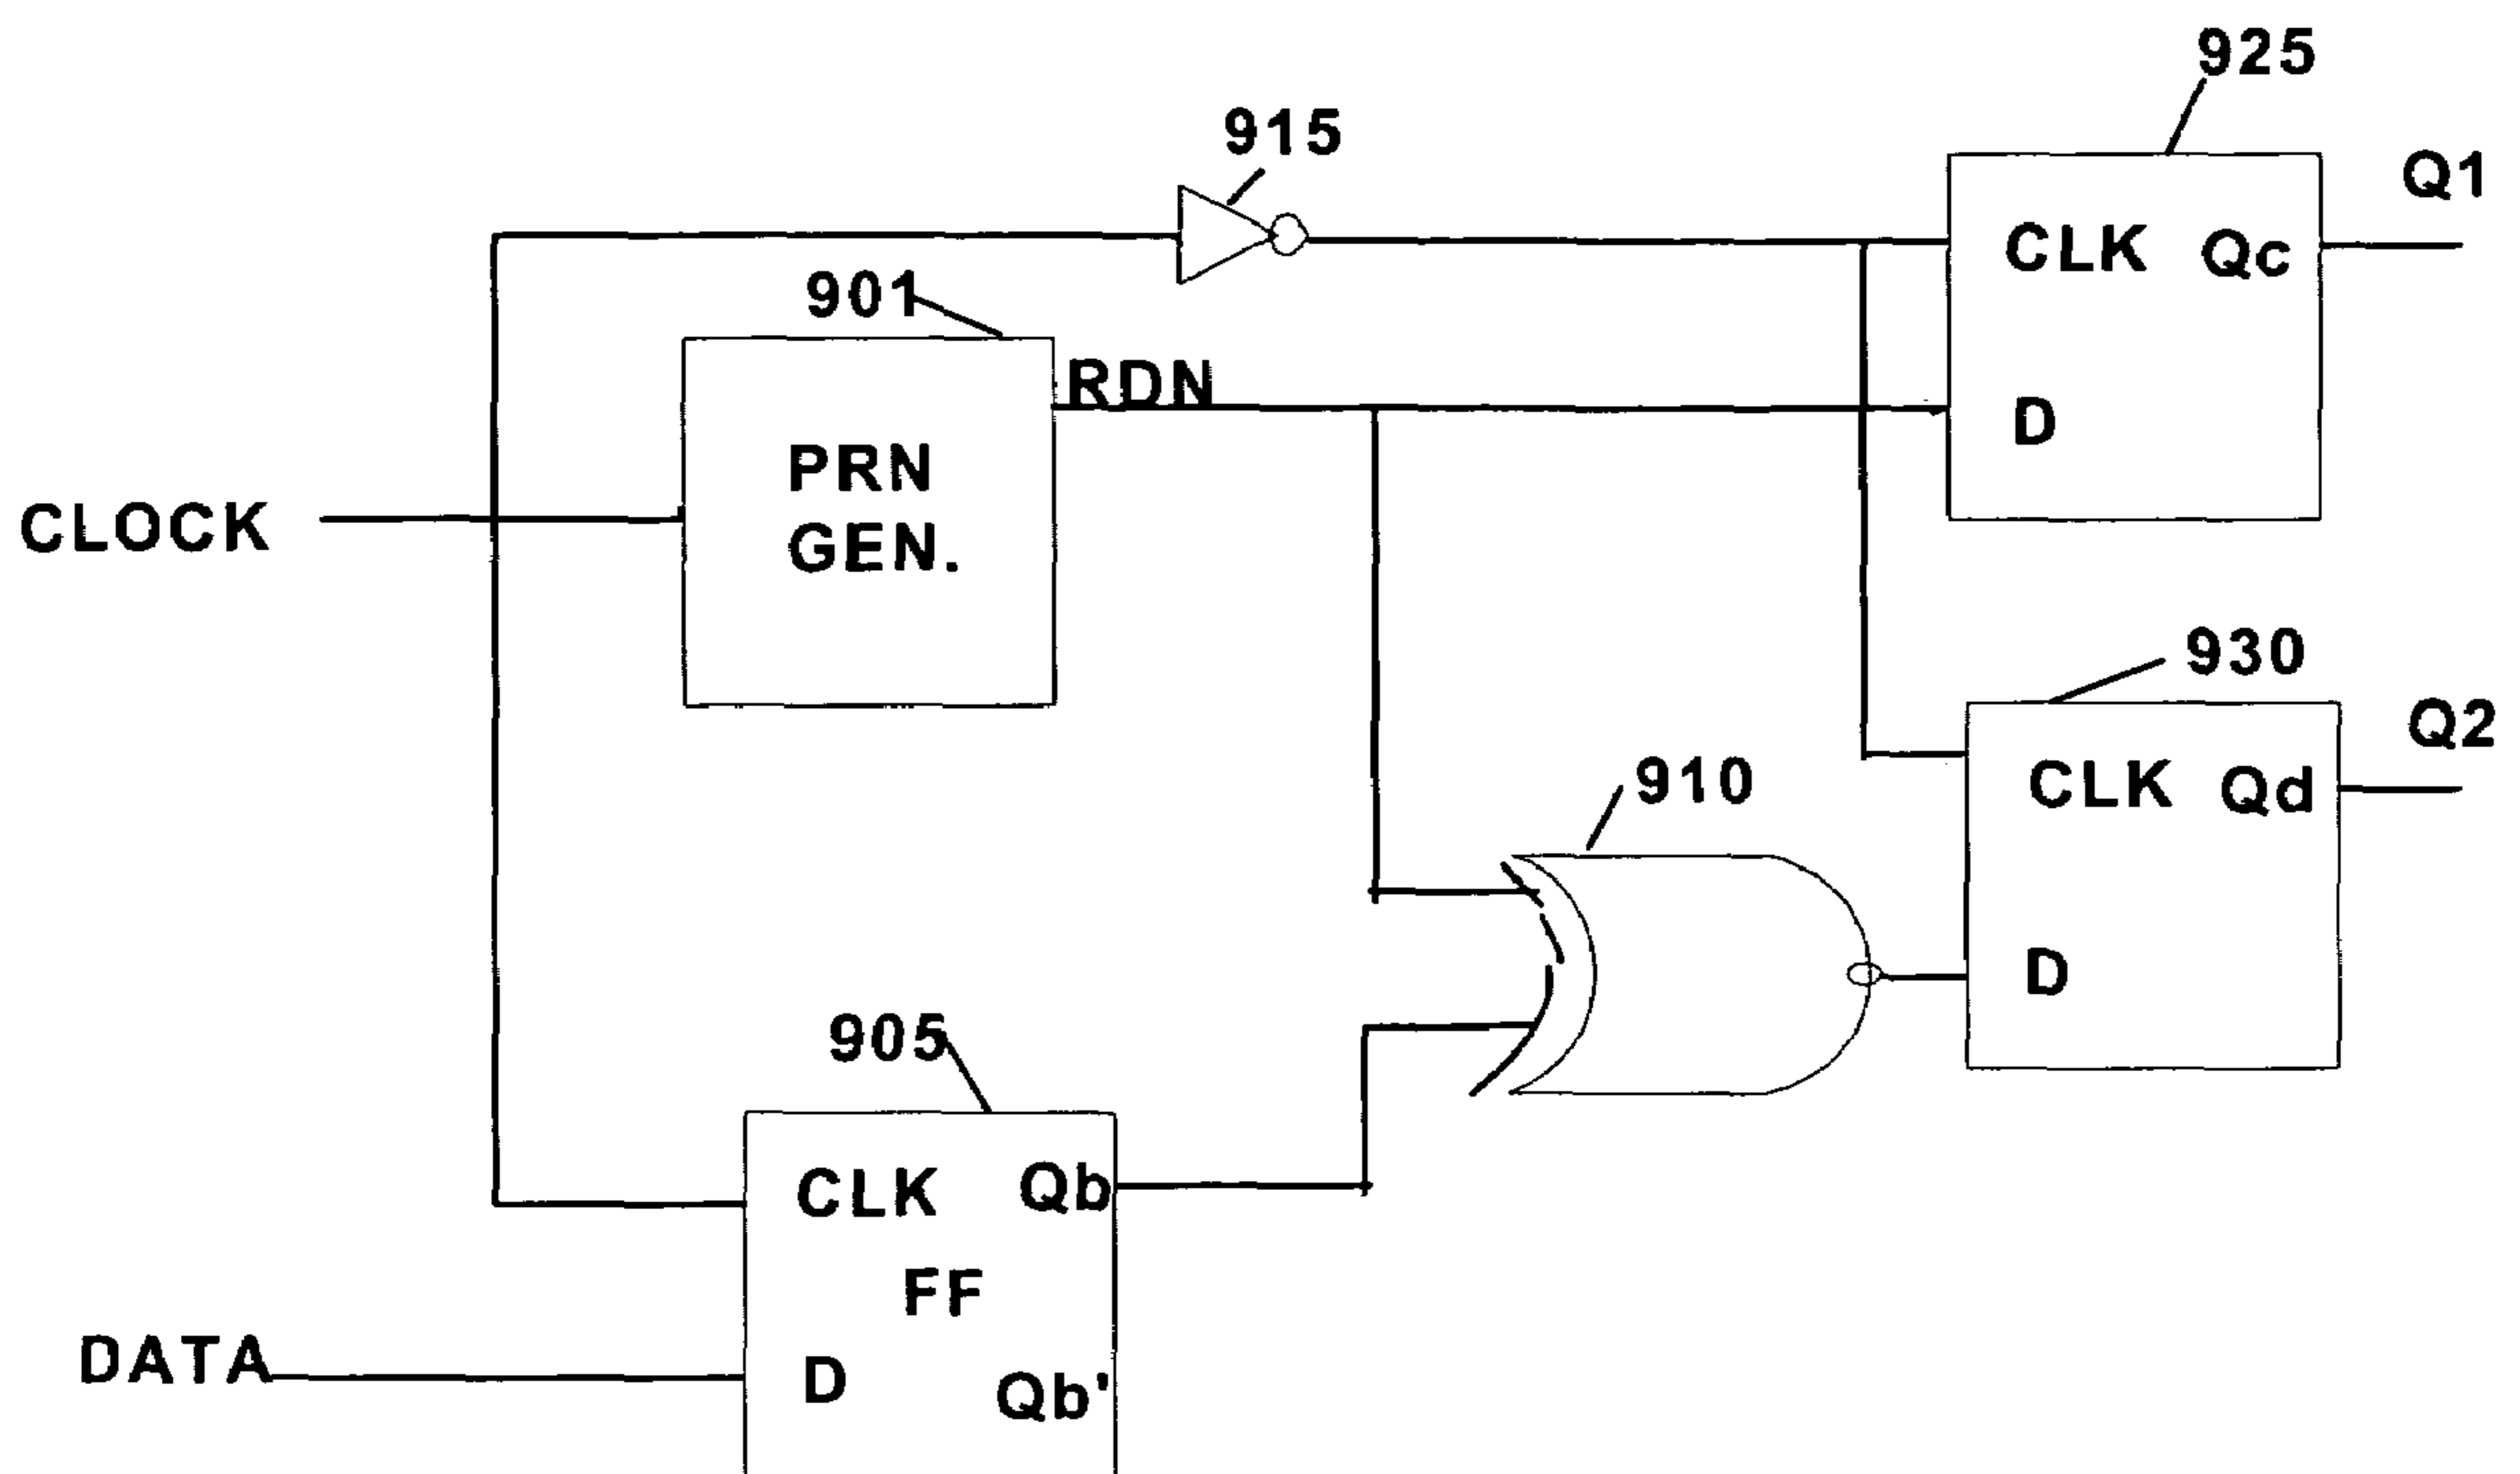 925
915
Q1
CLK Qc
901
RDN
D
PRN
GEN.
CLOCK
930
Q2
910
CLK Qd
D
905
CLK Qb
FF
DATA
D
Qb'